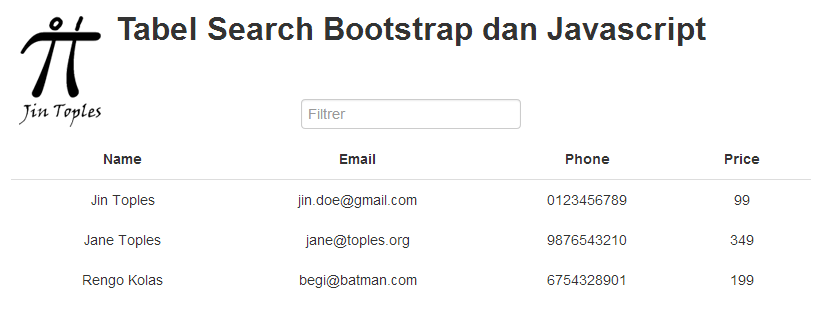 Tabel Search Bootstrap dan Javascript
Jin Toples
Filtrer
Name Email Phone Price
Jin Toples jin.doe@gmail.com 0123456789 99
Jane Toples jane@toples.org 9876543210 349
Rengo Kolas begi@batman.com 6754328901 199